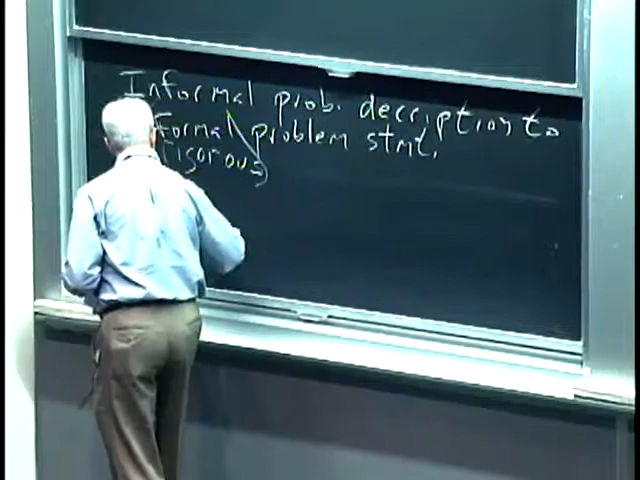 Informal prob. decription to
formal problem stmt.
rigorous